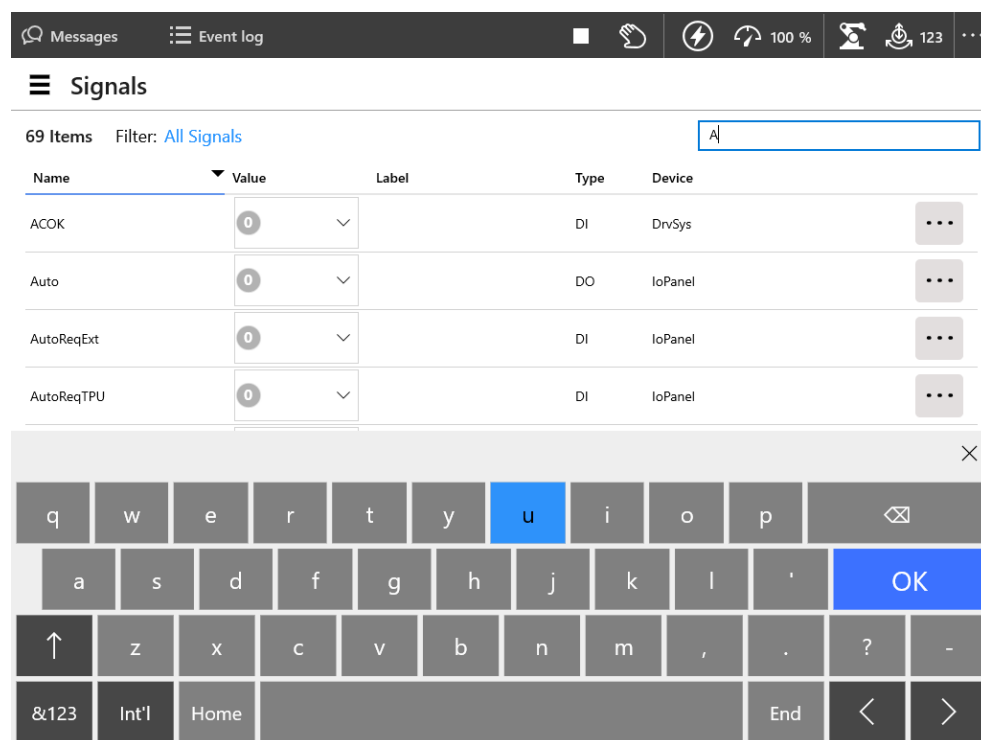 Messages Event log 100 % 123 ...
Signals
69 Items Filter: All Signals A
Name Value Label Type Device
ACOK 0 DI DrvSys ...
Auto 0 DO IoPanel ...
AutoReqExt 0 DI IoPanel ...
AutoReqTPU 0 DI IoPanel ...
q w e r t y u i o p
a s d f g h j k l ' OK
z x c v b n m , . ? -
&123 Int'l Home End